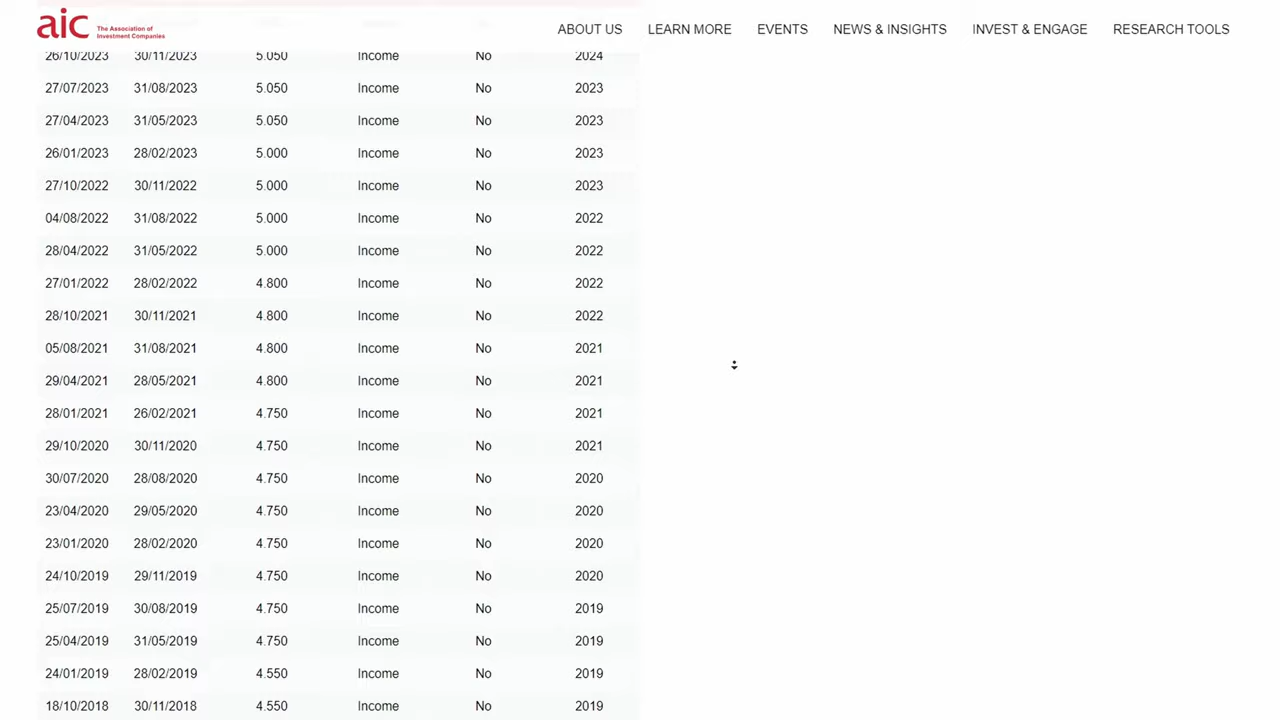 aic The Association of
Investment Companies
ABOUT US LEARN MORE EVENTS NEWS & INSIGHTS INVEST & ENGAGE RESEARCH TOOLS
26/10/2023 30/11/2023 5.050 Income No 2024
27/07/2023 31/08/2023 5.050 Income No 2023
27/04/2023 31/05/2023 5.050 Income No 2023
26/01/2023 28/02/2023 5.000 Income No 2023
27/10/2022 30/11/2022 5.000 Income No 2023
04/08/2022 31/08/2022 5.000 Income No 2022
28/04/2022 31/05/2022 5.000 Income No 2022
27/01/2022 28/02/2022 4.800 Income No 2022
28/10/2021 30/11/2021 4.800 Income No 2022
05/08/2021 31/08/2021 4.800 Income No 2021
29/04/2021 28/05/2021 4.800 Income No 2021
28/01/2021 26/02/2021 4.750 Income No 2021
29/10/2020 30/11/2020 4.750 Income No 2021
30/07/2020 28/08/2020 4.750 Income No 2020
23/04/2020 29/05/2020 4.750 Income No 2020
23/01/2020 28/02/2020 4.750 Income No 2020
24/10/2019 29/11/2019 4.750 Income No 2020
25/07/2019 30/08/2019 4.750 Income No 2019
25/04/2019 31/05/2019 4.750 Income No 2019
24/01/2019 28/02/2019 4.550 Income No 2019
18/10/2018 30/11/2018 4.550 Income No 2019